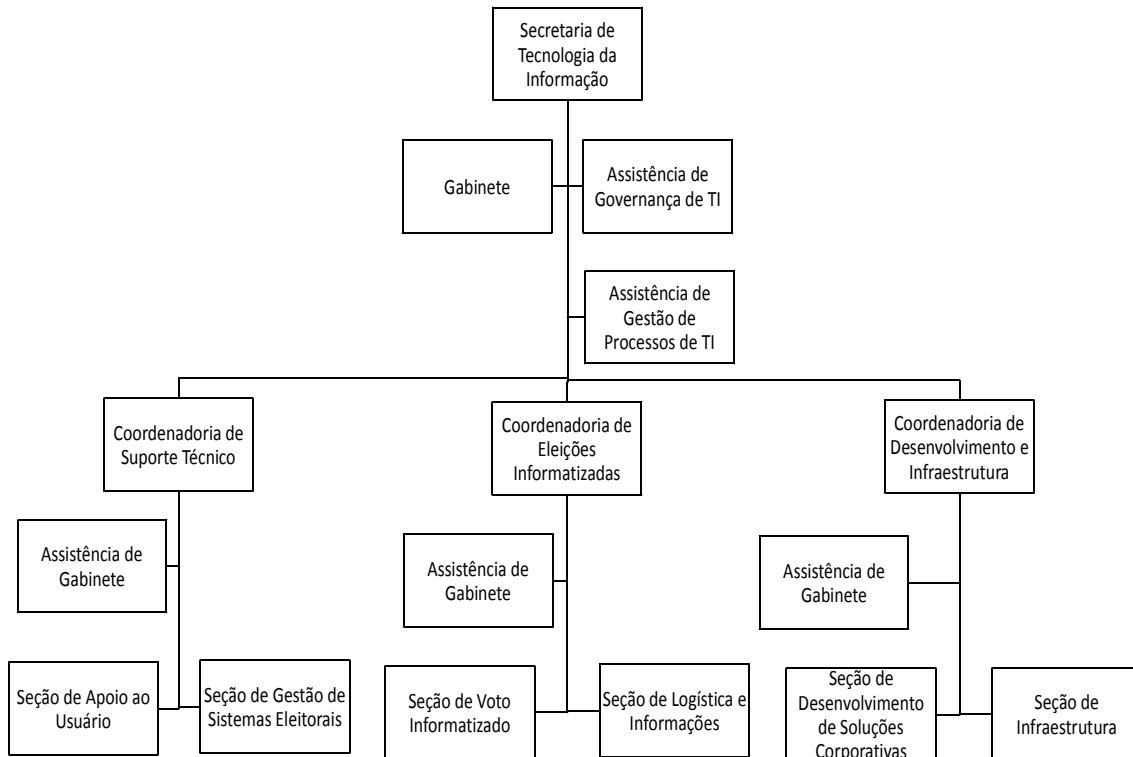 Secretaria de
Tecnologia da
Informação
Gabinete
Assistência de
Governança de TI
Assistência de
Gestão de
Processos de TI
Coordenadoria de
Suporte Técnico
Coordenadoria de
Eleições
Informatizadas
Coordenadoria de
Desenvolvimento e
Infraestrutura
Assistência de
Gabinete
Assistência de
Gabinete
Assistência de
Gabinete
Seção de Apoio ao
Usuário
Seção de Gestão de
Sistemas Eleitorais
Seção de Voto
Informatizado
Seção de Logística e
Informações
Seção de
Desenvolvimento
de Soluções
Corporativas
Seção de
Infraestrutura